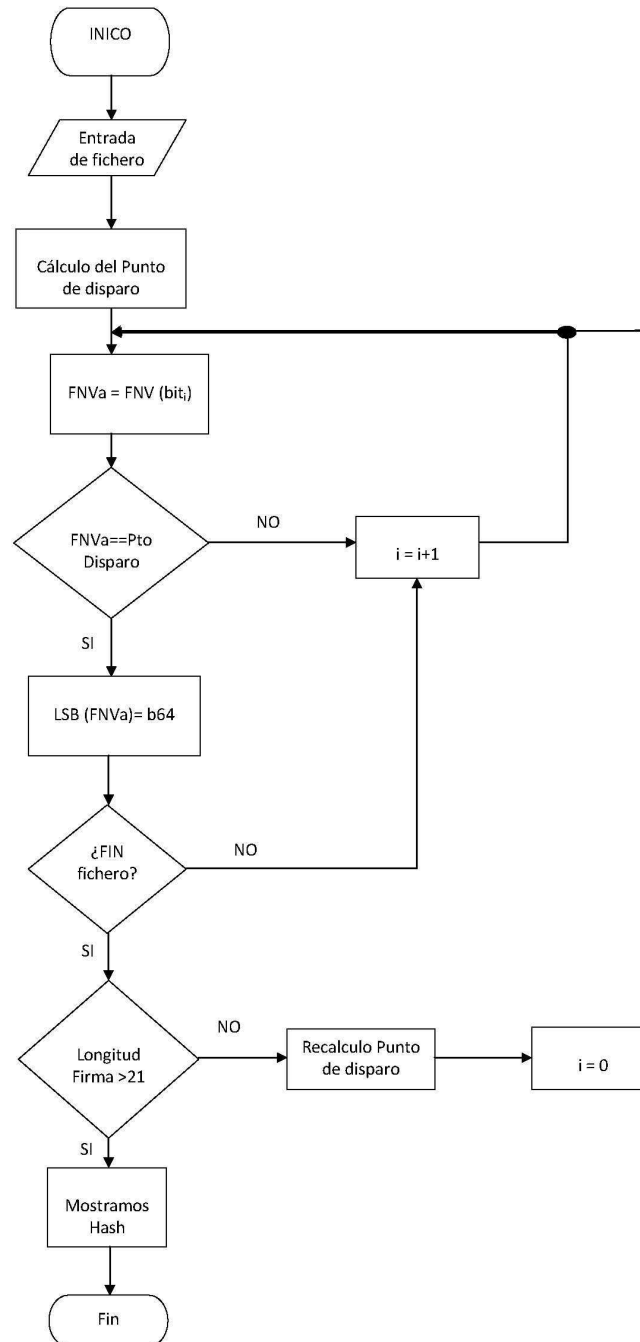 INICO
Entrada
de fichero
Cálculo del Punto
de disparo
FNVa = FNV (bitᵢ)
FNVa==Pto
Disparo
NO
i = i+1
SI
LSB (FNVa)= b64
¿FIN
fichero?
NO
SI
Longitud
Firma >21
NO
Recalculo Punto
de disparo
i = 0
SI
Mostramos
Hash
Fin